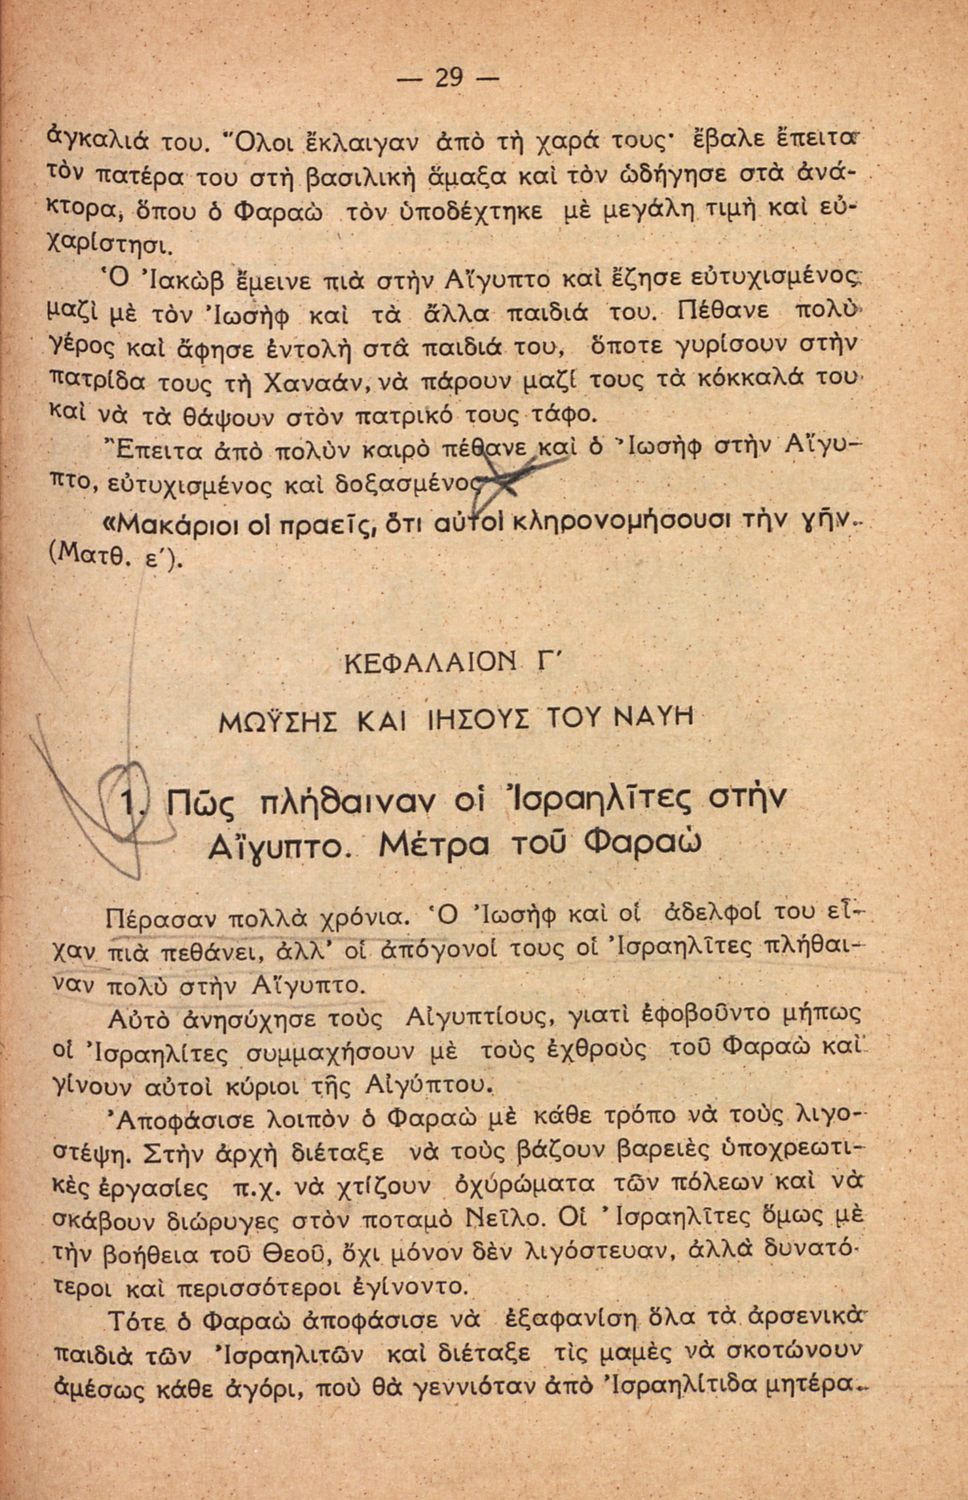 — 29 —
ἀγκαλιά του. Ὅλοι ἔκλαιγαν ἀπὸ τὴ χαρά τους· ἔβαλε ἔπειτα
τὸν πατέρα του στὴ βασιλικὴ ἅμαξα καὶ τὸν ὡδήγησε στὰ ἀνά-
κτορα, ὅπου ὁ Φαραὼ τὸν ὑποδέχτηκε μὲ μεγάλη τιμὴ καὶ εὐ-
χαρίστησι.
Ὁ Ἰακὼβ ἔμεινε πιὰ στὴν Αἴγυπτο καὶ ἔζησε εὐτυχισμένος
μαζὶ μὲ τὸν Ἰωσὴφ καὶ τὰ ἄλλα παιδιά του. Πέθανε πολὺ
γέρος καὶ ἄφησε ἐντολὴ στὰ παιδιά του, ὅποτε γυρίσουν στὴν
πατρίδα τους τὴ Χαναάν, νὰ πάρουν μαζί τους τὰ κόκκαλά του
καὶ νὰ τὰ θάψουν στὸν πατρικό τους τάφο.
Ἔπειτα ἀπὸ πολὺν καιρὸ πέθανε καὶ ὁ Ἰωσὴφ στὴν Αἴγυ-
πτο, εὐτυχισμένος καὶ δοξασμένος
«Μακάριοι οἱ πραεῖς, ὅτι αὐτοὶ κληρονομήσουσι τὴν γῆν.
(Ματθ. ε΄).
ΚΕΦΑΛΑΙΟΝ Γ΄
ΜΩΫΣΗΣ ΚΑΙ ΙΗΣΟΥΣ ΤΟΥ ΝΑΥΗ
1. Πῶς πλήθαιναν οἱ Ἰσραηλῖτες στὴν
Αἴγυπτο. Μέτρα τοῦ Φαραὼ
Πέρασαν πολλὰ χρόνια. Ὁ Ἰωσὴφ καὶ οἱ ἀδελφοί του εἶ-
χαν πιὰ πεθάνει, ἀλλ' οἱ ἀπόγονοί τους οἱ Ἰσραηλῖτες πλήθαι-
ναν πολὺ στὴν Αἴγυπτο.
Αὐτὸ ἀνησύχησε τοὺς Αἰγυπτίους, γιατὶ ἐφοβοῦντο μήπως
οἱ Ἰσραηλίτες συμμαχήσουν μὲ τοὺς ἐχθροὺς τοῦ Φαραὼ καὶ
γίνουν αὐτοὶ κύριοι τῆς Αἰγύπτου.
Ἀποφάσισε λοιπὸν ὁ Φαραὼ μὲ κάθε τρόπο νὰ τοὺς λιγο-
στέψη. Στὴν ἀρχὴ διέταξε νὰ τοὺς βάζουν βαρειὲς ὑποχρεωτι-
κὲς ἐργασίες π.χ. νὰ χτίζουν ὀχύρώματα τῶν πόλεων καὶ νὰ
σκάβουν διώρυγες στὸν ποταμὸ Νεῖλο. Οἱ Ἰσραηλῖτες ὅμως μὲ
τὴν βοήθεια τοῦ Θεοῦ, ὄχι μόνον δὲν λιγόστευαν, ἀλλὰ δυνατό-
τεροι καὶ περισσότεροι ἐγίνοντο.
Τότε ὁ Φαραὼ ἀποφάσισε νὰ ἐξαφανίση ὅλα τὰ ἀρσενικὰ
παιδιὰ τῶν Ἰσραηλιτῶν καὶ διέταξε τὶς μαμὲς νὰ σκοτώνουν
ἀμέσως κάθε ἀγόρι, ποὺ θὰ γεννιόταν ἀπὸ Ἰσραηλίτιδα μητέρα.